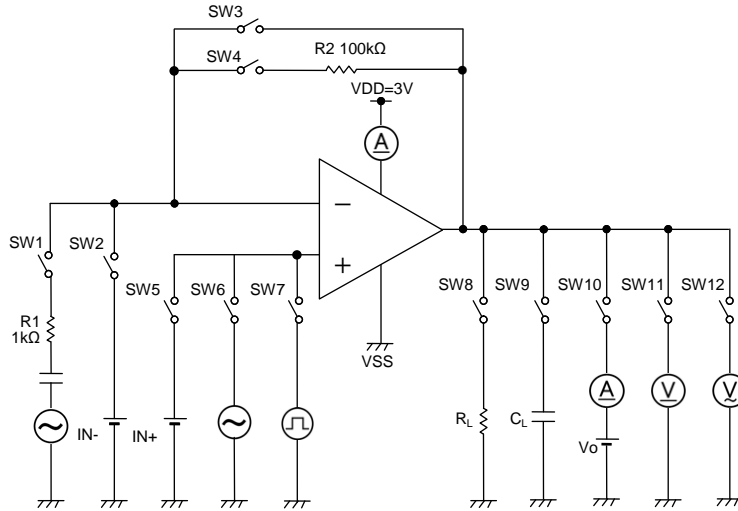 SW3
SW4
R2 100kΩ
VDD=3V
A
−
+
SW1
SW2
SW5
SW6
SW7
SW8
SW9
SW10
SW11
SW12
R1
1kΩ
VSS
IN-
IN+
RL
CL
A
V
V
Vo